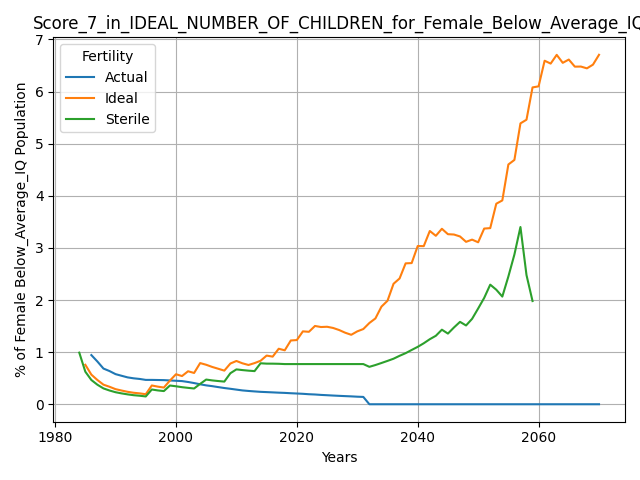 Score_7_in_IDEAL_NUMBER_OF_CHILDREN_for_Female_Below_Average_IQ
Fertility
Actual
Ideal
Sterile
% of Female Below_Average_IQ Population
7
6
5
4
3
2
1
0
1980 2000 2020 2040 2060
Years